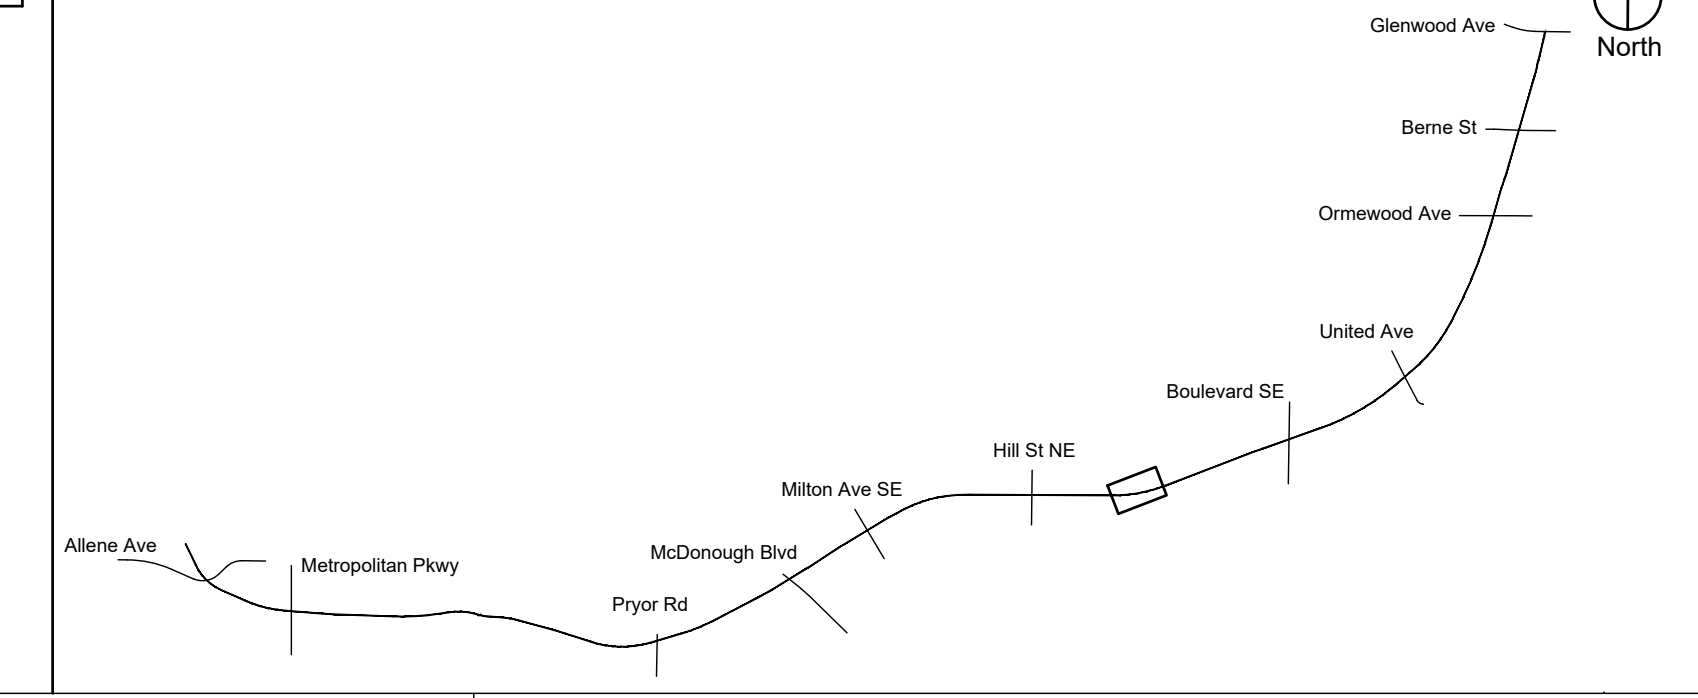 Glenwood Ave
North
Berne St
Ormewood Ave
United Ave
Boulevard SE
Hill St NE
Milton Ave SE
Allene Ave
McDonough Blvd
Metropolitan Pkwy
Pryor Rd